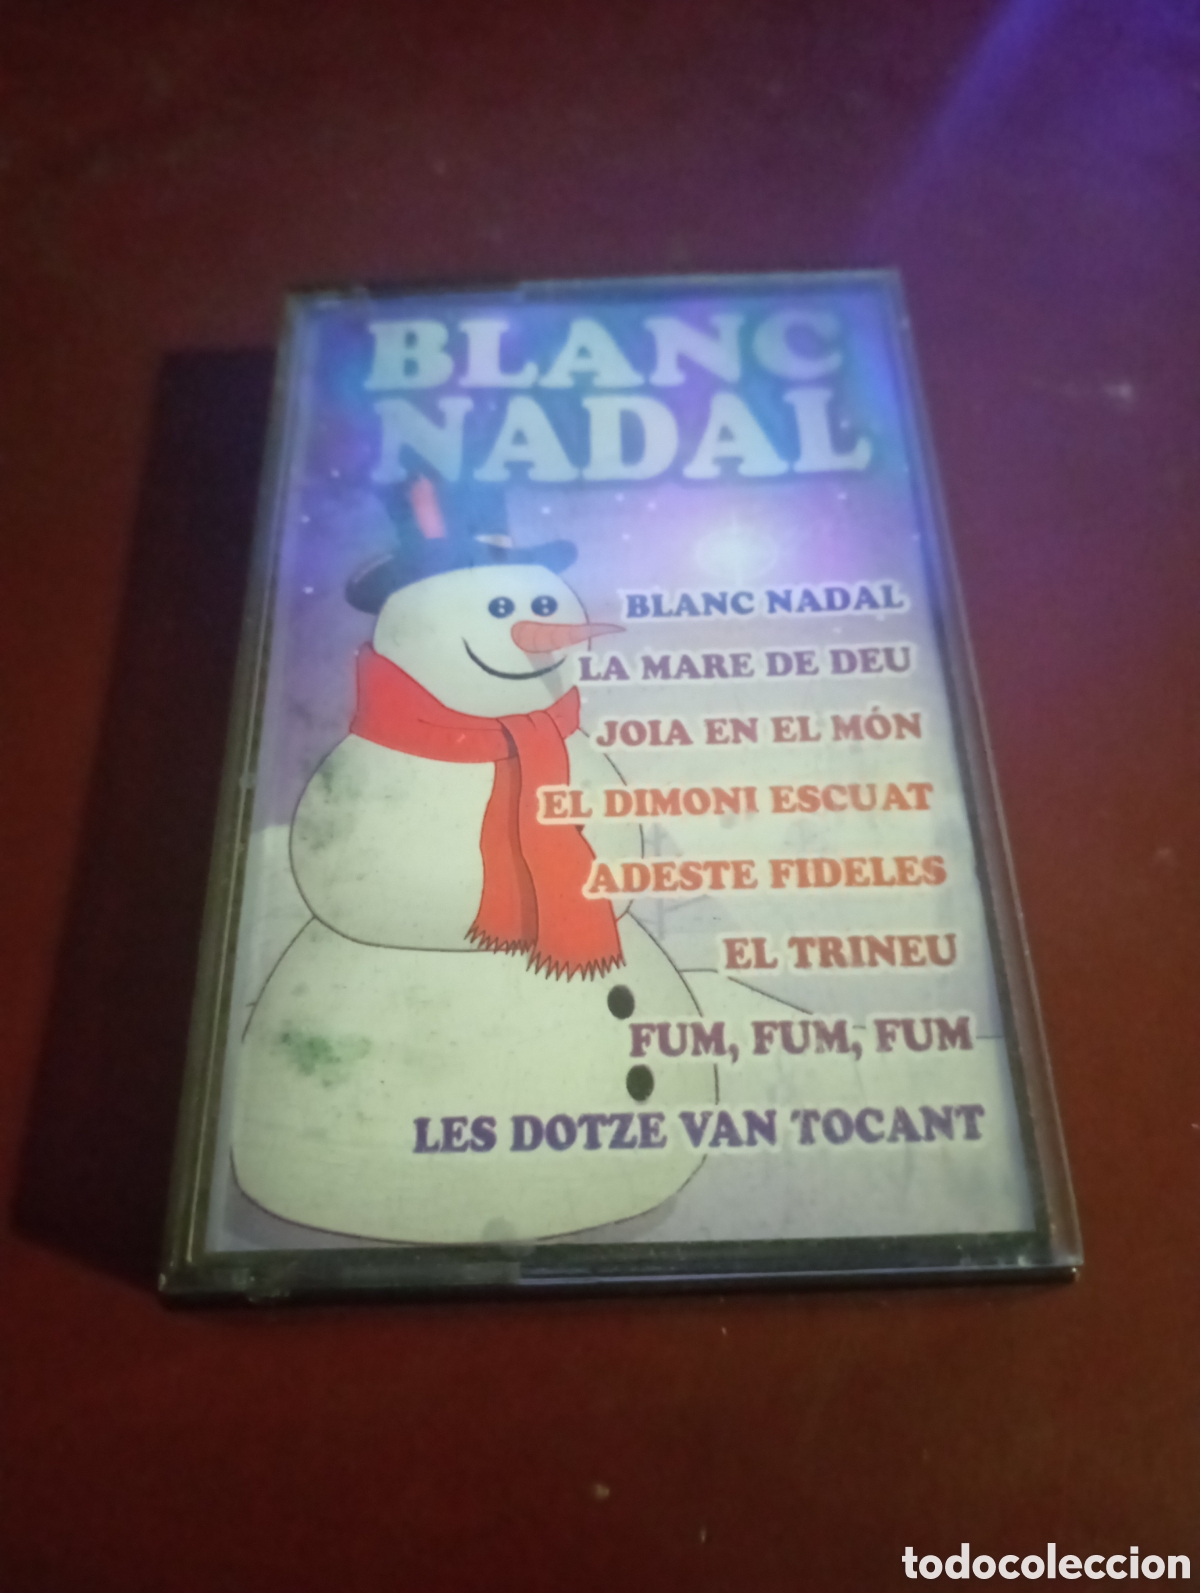 BLANC
NADAL
BLANC NADAL
LA MARE DE DEU
JOIA EN EL MÓN
EL DIMONI ESCUAT
ADESTE FIDELES
EL TRINEU
FUM, FUM, FUM
LES DOTZE VAN TOCANT
todocoleccion